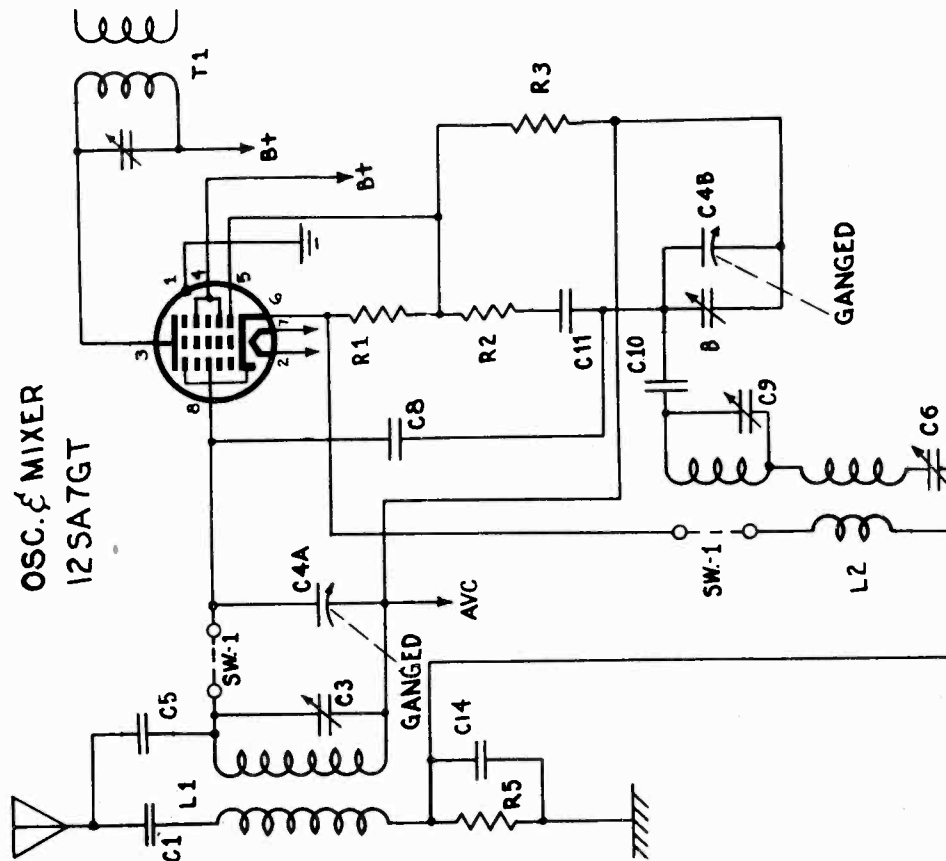 OSC. & MIXER
12SA7GT
T1
B+
B+
1
4
5
6
7
2
3
8
R3
R1
R2
C11
C8
C4B
GANGED
B
C10
C9
C6
SW.-1
L2
C4A
AVC
GANGED
SW.-1
C3
C5
L1
C1
C14
R5